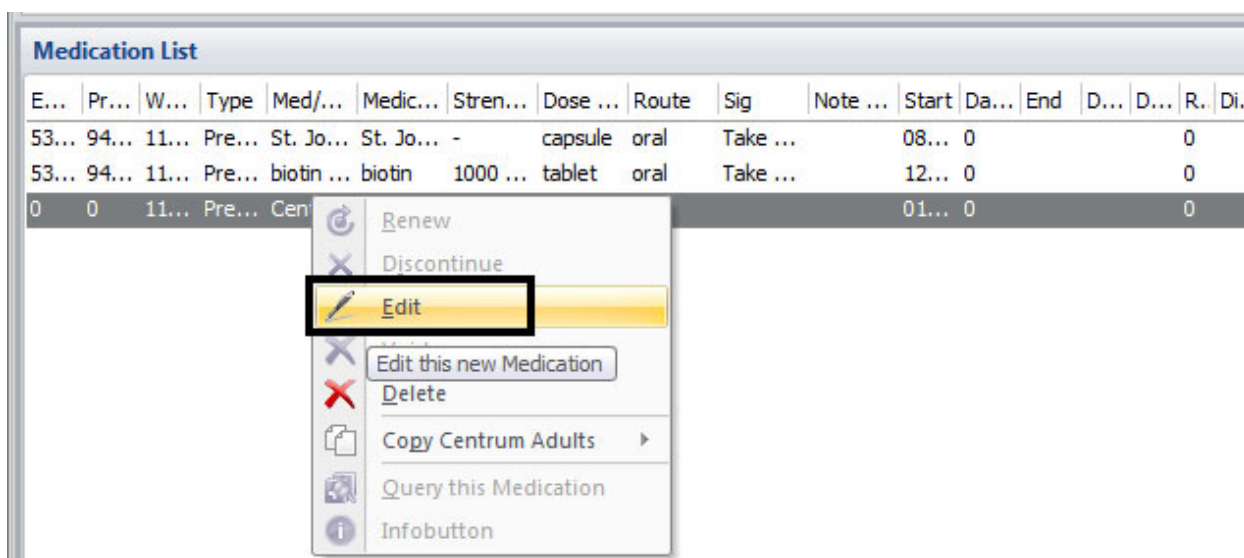 Medication List
E... Pr... W... Type Med/... Medic... Stren... Dose ... Route Sig Note ... Start Da... End D... D... R.. Di.
53... 94... 11... Pre... St. Jo... St. Jo... - capsule oral Take ... 08... 0 0
53... 94... 11... Pre... biotin ... biotin 1000 ... tablet oral Take ... 12... 0 0
0 0 11... Pre... Cen 01... 0 0
Renew
Discontinue
Edit
Edit this new Medication
Delete
Copy Centrum Adults
Query this Medication
Infobutton